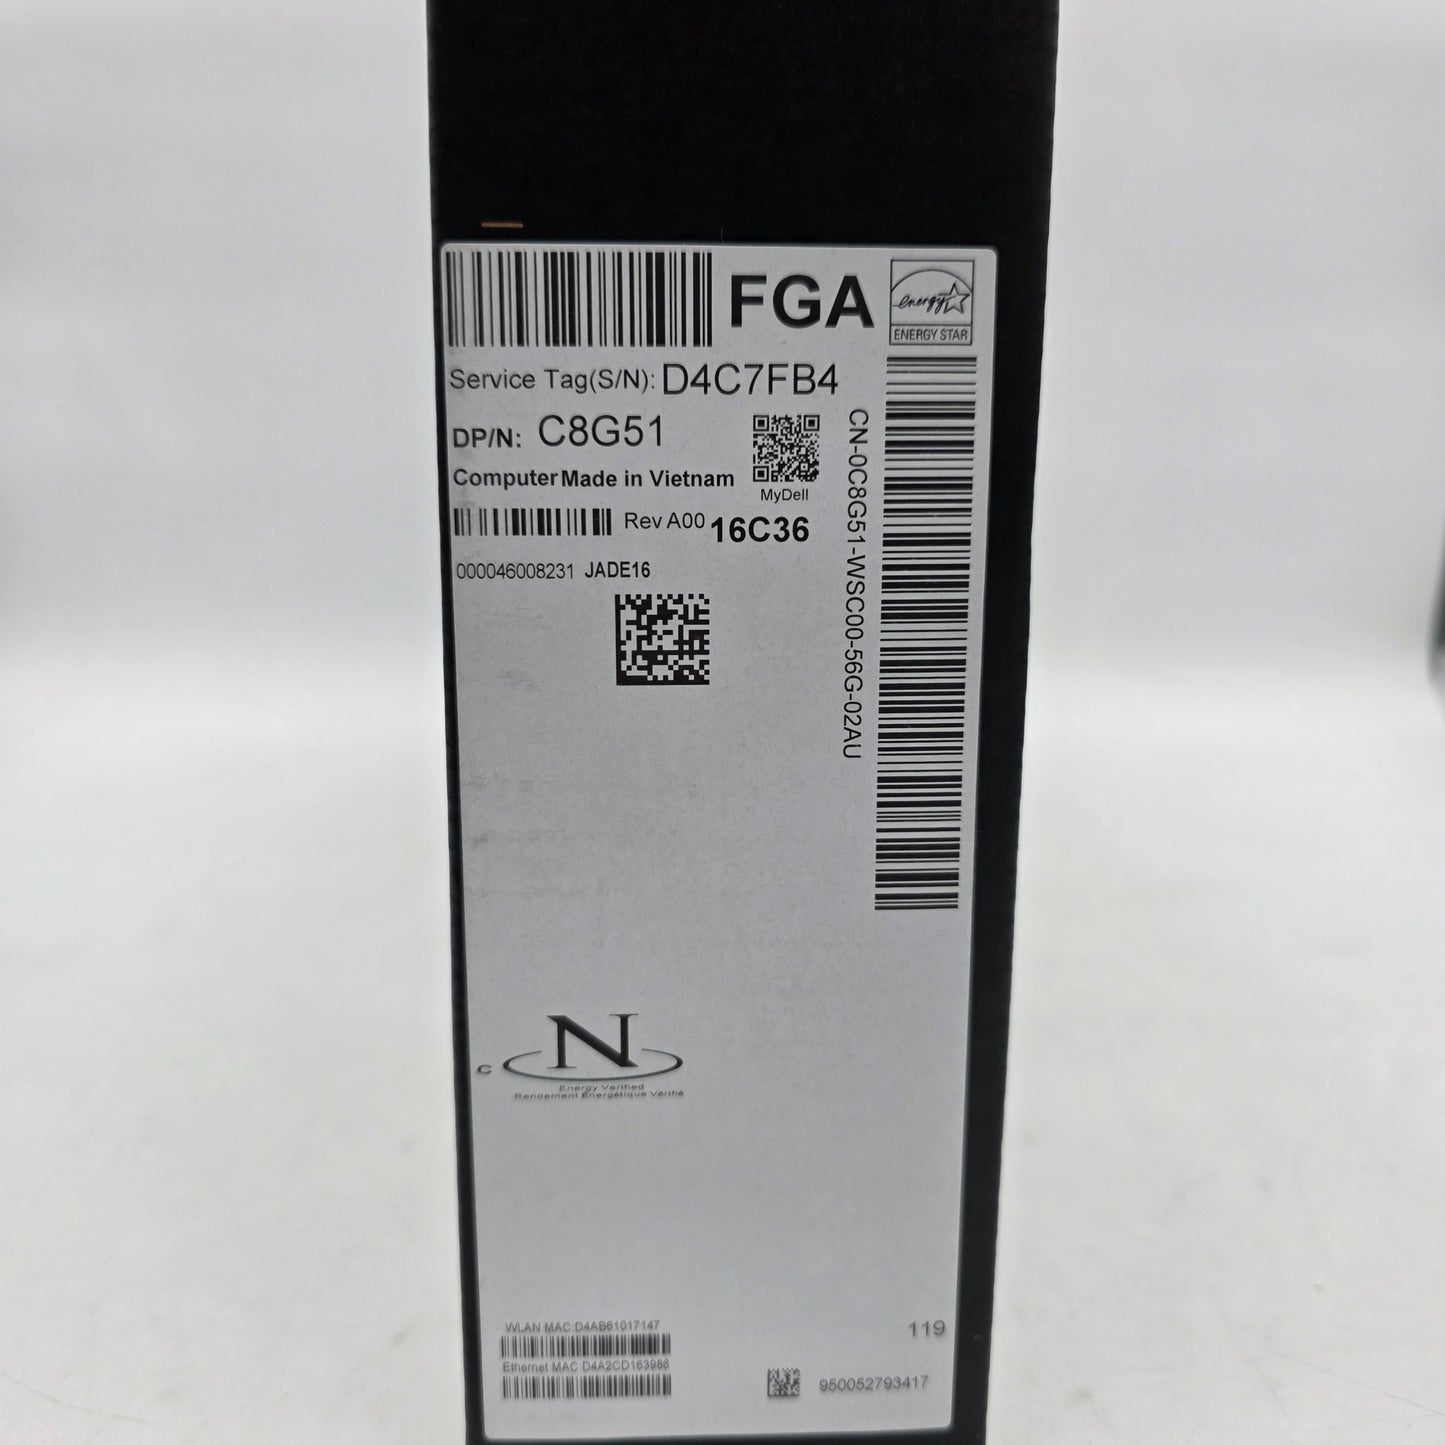 FGA
energy
ENERGY STAR
Service Tag(S/N): D4C7FB4
DP/N: C8G51
Computer Made in Vietnam
MyDell
Rev A00 16C36
000046008231 JADE16
CN-0C8G51-WSC00-56G-02AU
N
C
Energy Verified
Rendement Énergétique Vérifié
WLAN MAC:D4AB61017147
Ethernet MAC:D4A2CD163986
119
950052793417